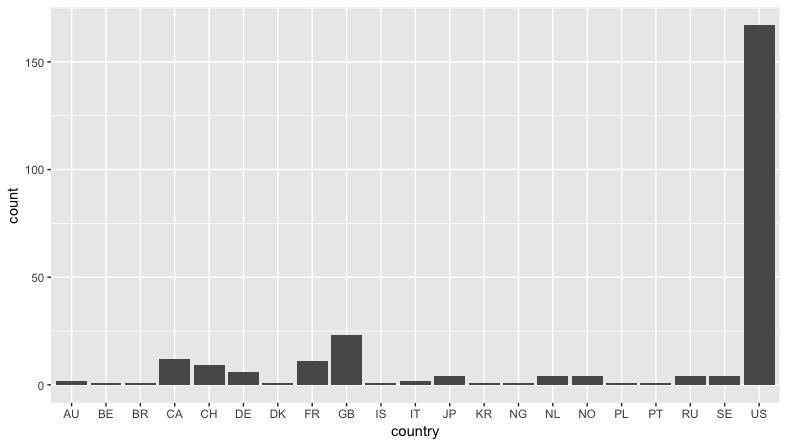 count
150
100
50
0
AU BE BR CA CH DE DK FR GB IS IT JP KR NG NL NO PL PT RU SE US
country